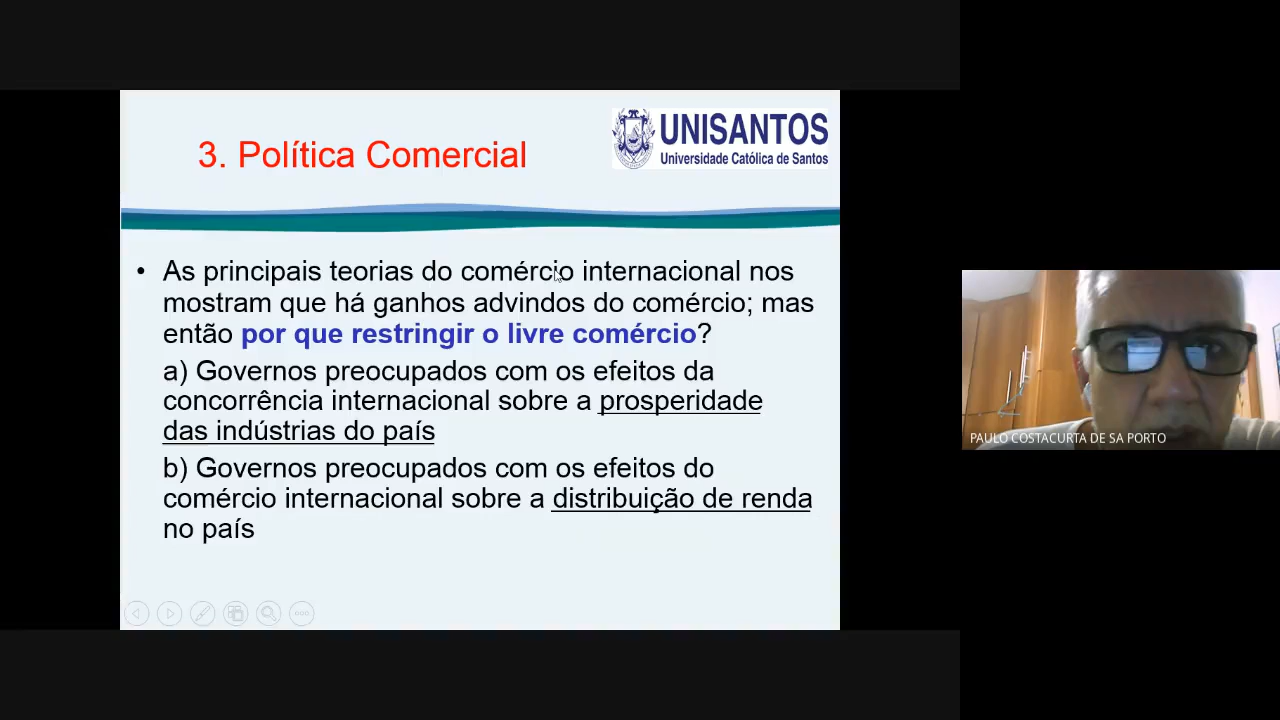 3. Política Comercial
UNISANTOS
Universidade Católica de Santos
• As principais teorias do comércio internacional nos
mostram que há ganhos advindos do comércio; mas
então por que restringir o livre comércio?
a) Governos preocupados com os efeitos da
concorrência internacional sobre a prosperidade
das indústrias do país
b) Governos preocupados com os efeitos do
comércio internacional sobre a distribuição de renda
no país
PAULO COSTACURTA DE SA PORTO